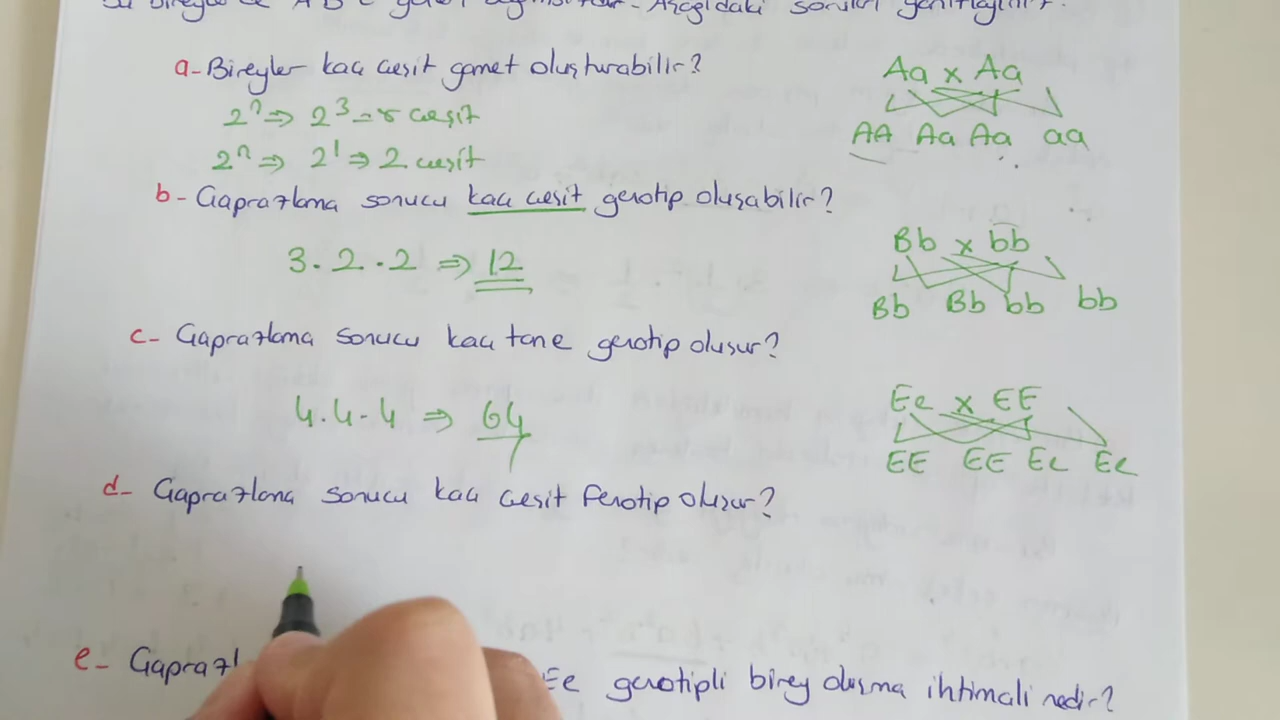 a- Bireyler kaç çeşit gamet oluşturabilir?
2ⁿ ⇒ 2³ = 8 çeşit
2ⁿ ⇒ 2¹ ⇒ 2 çeşit
b- Çaprazlama sonucu kaç çeşit genotip oluşabilir?
3.2.2 ⇒ 12
c- Çaprazlama sonucu kaç tane genotip oluşur?
4.4.4 ⇒ 64
d- Çaprazlama sonucu kaç çeşit fenotip oluşur?
e- Çaprazl
Ee genotipli birey oluşma ihtimali nedir?
Aa x Aa
AA Aa Aa aa
Bb x bb
Bb Bb bb bb
Ee x EE
EE EE Ee Ee